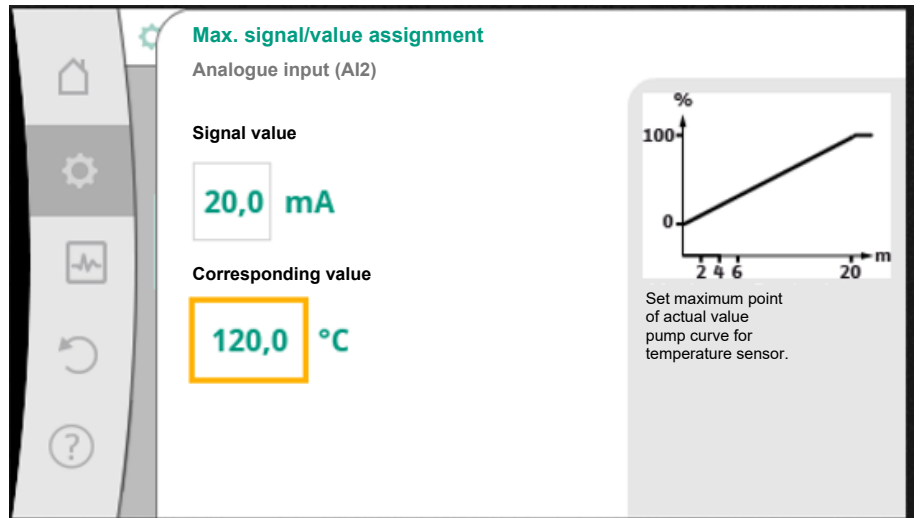 Max. signal/value assignment
Analogue input (AI2)
Signal value
20,0 mA
Corresponding value
120,0 °C
%
100
0
2 4 6 20 m
Set maximum point
of actual value
pump curve for
temperature sensor.
?